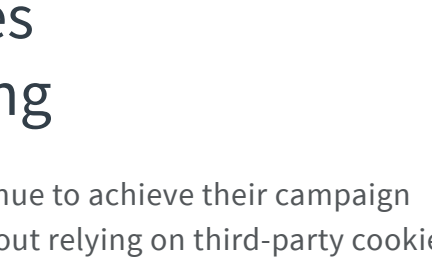 es
ng
nue to achieve their campaign
out relying on third-party cookie